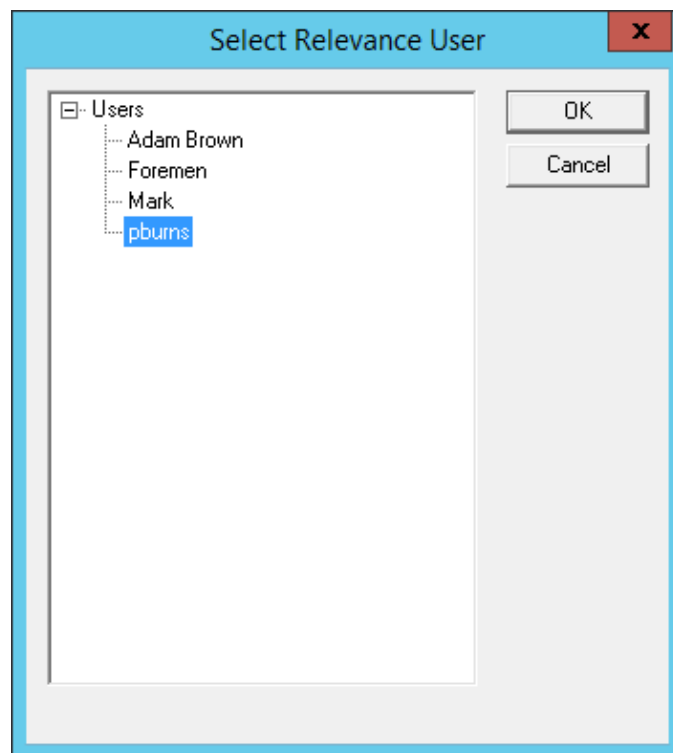 Select Relevance User
x
Users
Adam Brown
Foremen
Mark
pburns
OK
Cancel